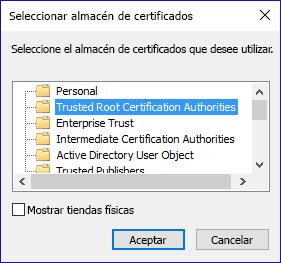 Seleccionar almacén de certificados
Seleccione el almacén de certificados que desee utilizar.
Personal
Trusted Root Certification Authorities
Enterprise Trust
Intermediate Certification Authorities
Active Directory User Object
Trusted Publishers
Mostrar tiendas físicas
Aceptar
Cancelar